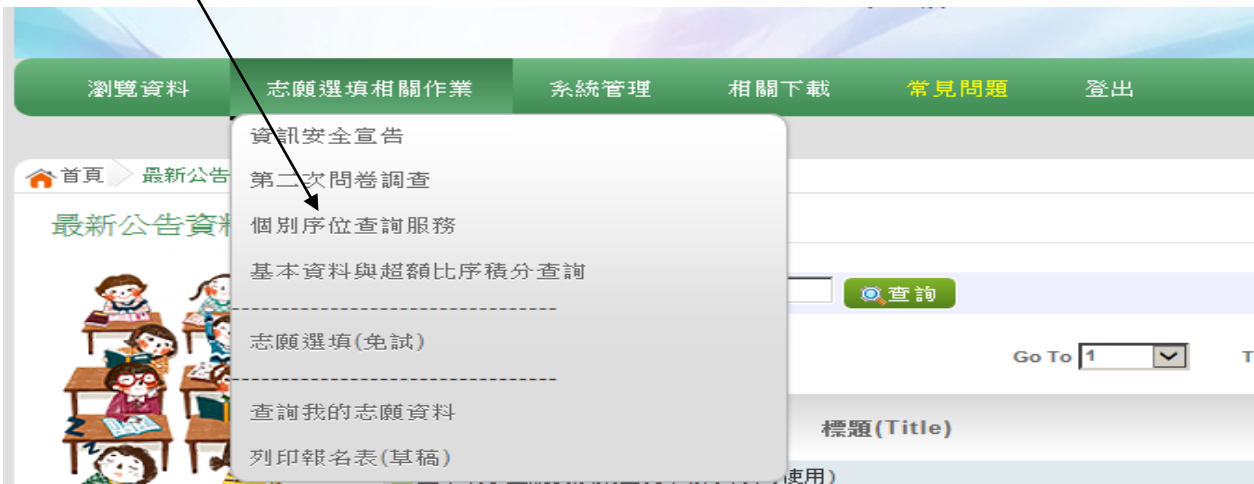 瀏覽資料 志願選填相關作業 系統管理 相關下載 常見問題 登出
資訊安全宣告
首頁 最新公告
第二次問卷調查
最新公告資料
個別序位查詢服務
基本資料與超額比序積分查詢
查詢
---------------------------------
志願選填(免試)
Go To 1 T
---------------------------------
查詢我的志願資料
標題(Title)
列印報名表(草稿)
使用)